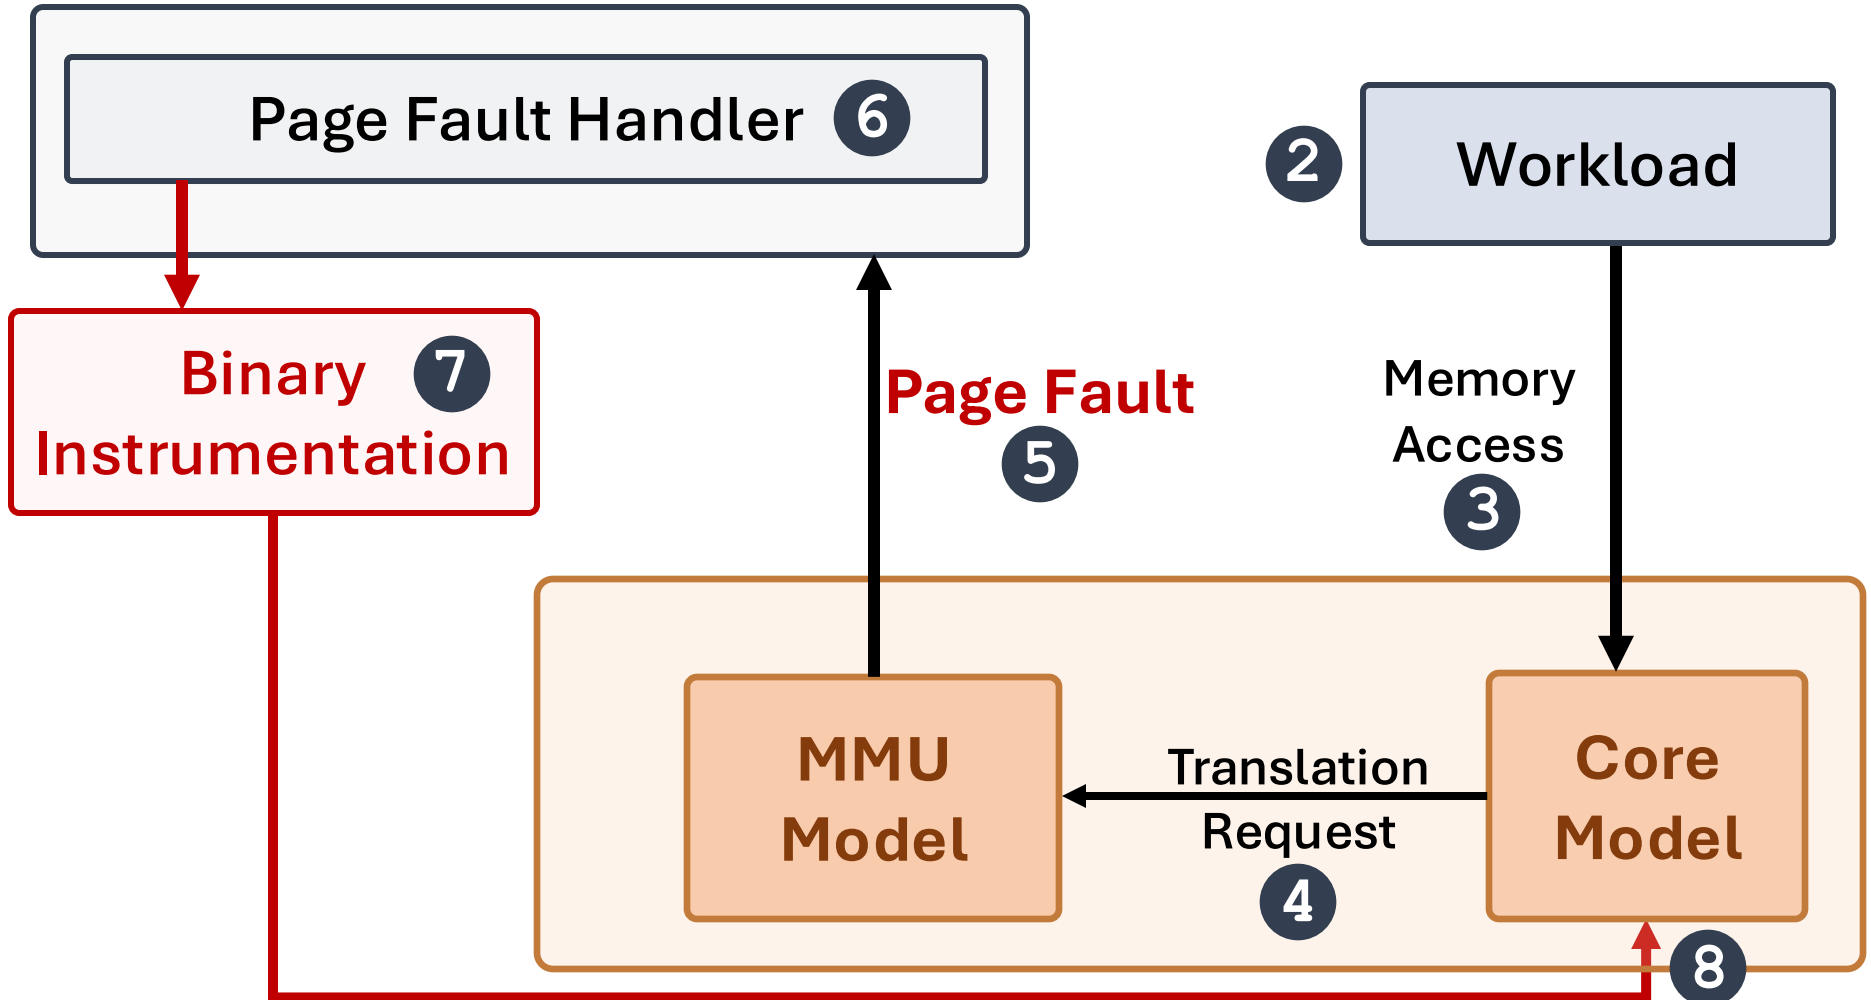 Page Fault Handler 6
2 Workload
Binary 7
Instrumentation
Page Fault
5
Memory
Access
3
MMU
Model
Translation
Request
4
Core
Model
8